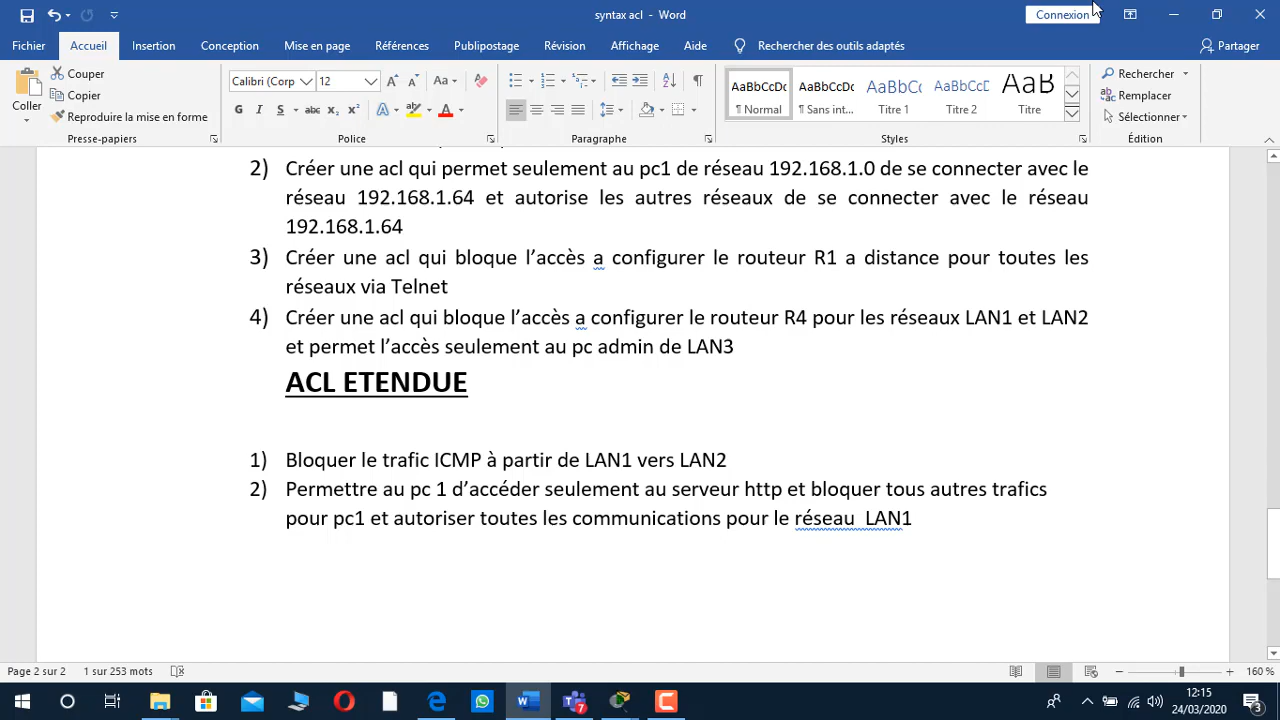 syntax acl - Word
Connexion
Fichier Accueil Insertion Conception Mise en page Références Publipostage Révision Affichage Aide Rechercher des outils adaptés Partager
Coller
Couper
Copier
Reproduire la mise en forme
Presse-papiers
Calibri (Corp 12
Police
Paragraphe
AaBbCcDc AaBbCcDc AaBbCc AaBbCcD AaB
¶ Normal ¶ Sans int... Titre 1 Titre 2 Titre
Styles
Rechercher
Remplacer
Sélectionner
Édition
2) Créer une acl qui permet seulement au pc1 de réseau 192.168.1.0 de se connecter avec le
réseau 192.168.1.64 et autorise les autres réseaux de se connecter avec le réseau
192.168.1.64
3) Créer une acl qui bloque l’accès a configurer le routeur R1 a distance pour toutes les
réseaux via Telnet
4) Créer une acl qui bloque l’accès a configurer le routeur R4 pour les réseaux LAN1 et LAN2
et permet l’accès seulement au pc admin de LAN3
ACL ETENDUE
1) Bloquer le trafic ICMP à partir de LAN1 vers LAN2
2) Permettre au pc 1 d’accéder seulement au serveur http et bloquer tous autres trafics
pour pc1 et autoriser toutes les communications pour le réseau LAN1
Page 2 sur 2 1 sur 253 mots 160 %
12:15
24/03/2020